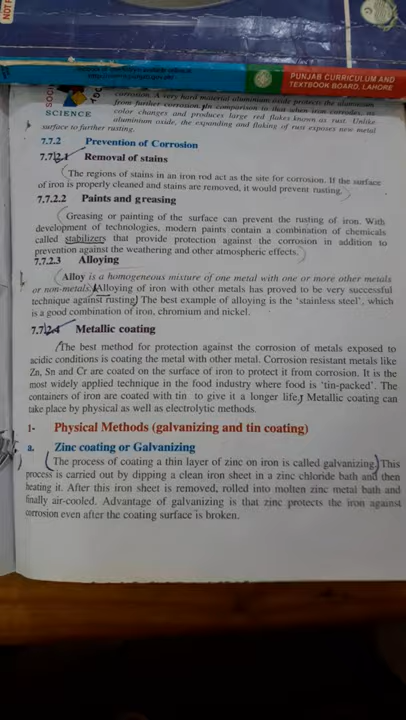 PUNJAB CURRICULUM AND
TEXTBOOK BOARD, LAHORE
SCIENCE
corrosion. A very hard material aluminium oxide protects the aluminium
from further corrosion. In comparison to that when iron corrodes, its
color changes and produces large red flakes known as rust. Unlike
aluminium oxide, the expanding and flaking of rust exposes new metal
surface to further rusting.
7.7.2 Prevention of Corrosion
7.7.2.1 Removal of stains
The regions of stains in an iron rod act as the site for corrosion. If the surface
of iron is properly cleaned and stains are removed, it would prevent rusting.
7.7.2.2 Paints and greasing
Greasing or painting of the surface can prevent the rusting of iron. With
development of technologies, modern paints contain a combination of chemicals
called stabilizers that provide protection against the corrosion in addition to
prevention against the weathering and other atmospheric effects.
7.7.2.3 Alloying
Alloy is a homogeneous mixture of one metal with one or more other metals
or non-metals. Alloying of iron with other metals has proved to be very successful
technique against rusting. The best example of alloying is the 'stainless steel', which
is a good combination of iron, chromium and nickel.
7.7.2.4 Metallic coating
The best method for protection against the corrosion of metals exposed to
acidic conditions is coating the metal with other metal. Corrosion resistant metals like
Zn, Sn and Cr are coated on the surface of iron to protect it from corrosion. It is the
most widely applied technique in the food industry where food is 'tin-packed'. The
containers of iron are coated with tin to give it a longer life. Metallic coating can
take place by physical as well as electrolytic methods.
1- Physical Methods (galvanizing and tin coating)
a. Zinc coating or Galvanizing
The process of coating a thin layer of zinc on iron is called galvanizing. This
process is carried out by dipping a clean iron sheet in a zinc chloride bath and then
heating it. After this iron sheet is removed, rolled into molten zinc metal bath and
finally air-cooled. Advantage of galvanizing is that zinc protects the iron against
corrosion even after the coating surface is broken.